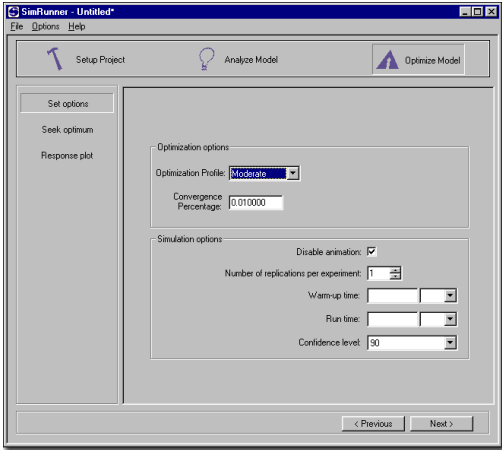 SimRunner - Untitled*
File Options Help
Setup Project
Analyze Model
Optimize Model
Set options
Seek optimum
Response plot
Optimization options
Optimization Profile: Moderate
Convergence
Percentage: 0.010000
Simulation options
Disable animation:
Number of replications per experiment: 1
Warm-up time:
Run time:
Confidence level: 90
< Previous
Next >